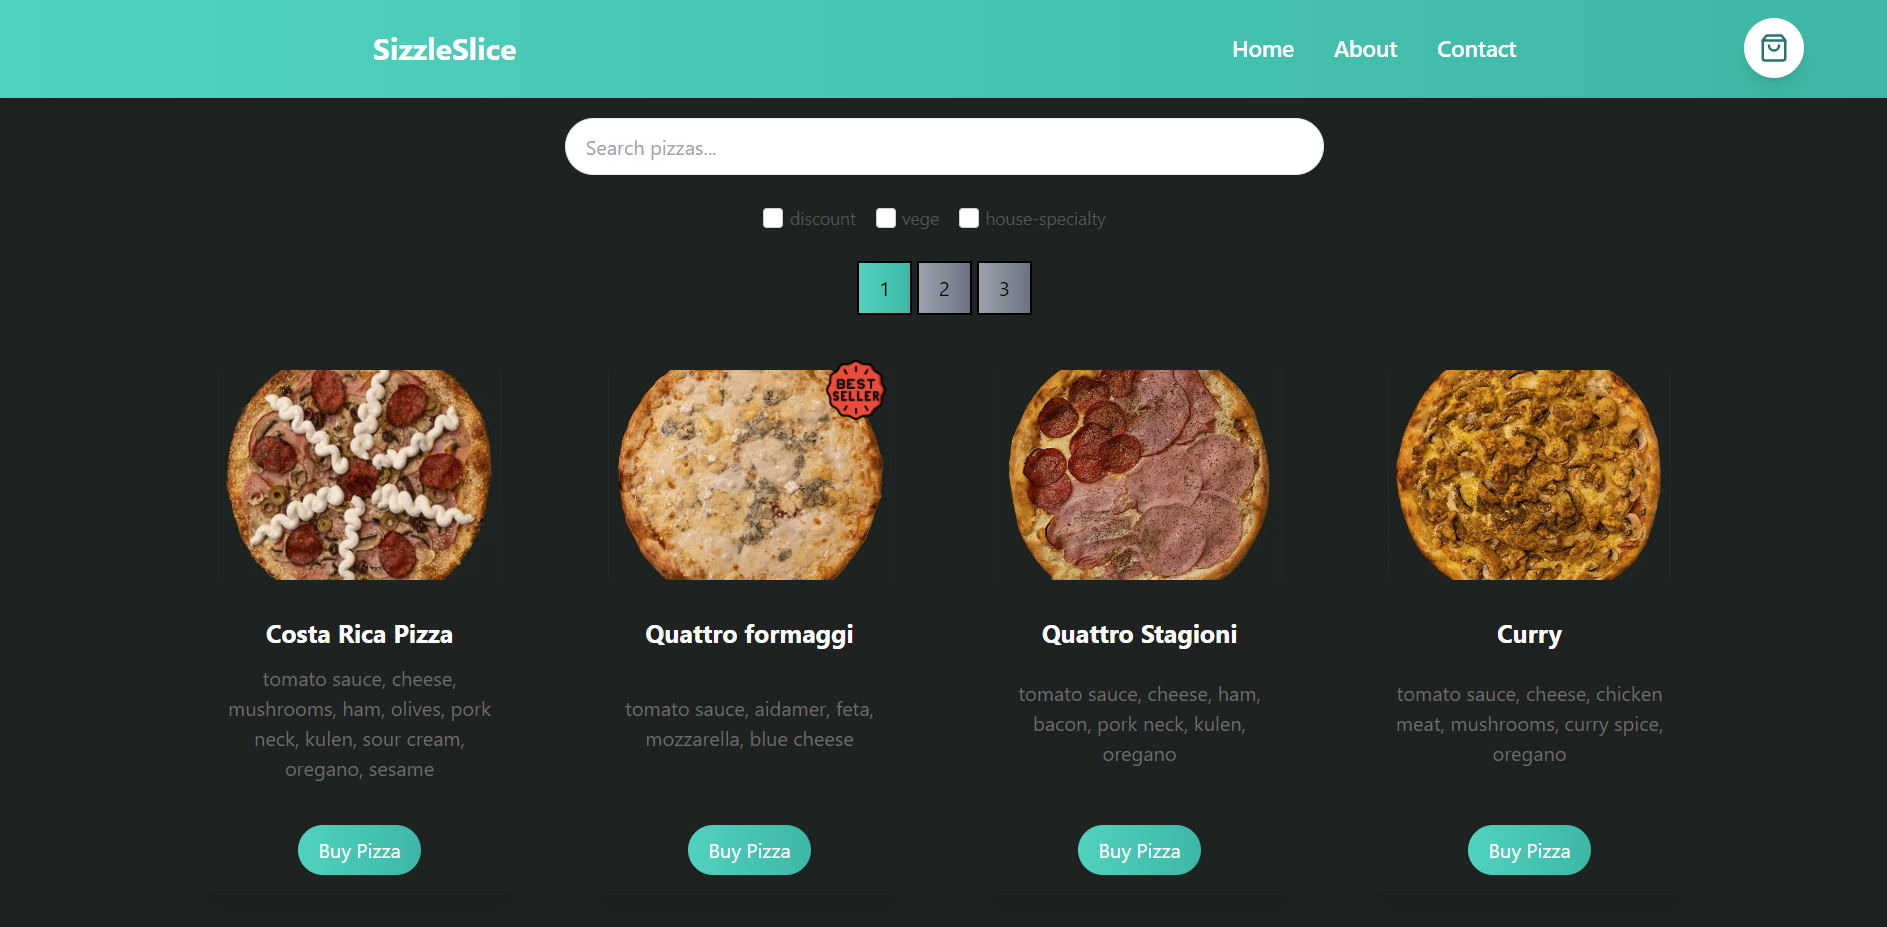 SizzleSlice
Home About Contact
Search pizzas...
discount vege house-specialty
1 2 3
BEST
SELLER
Costa Rica Pizza
tomato sauce, cheese,
mushrooms, ham, olives, pork
neck, kulen, sour cream,
oregano, sesame
Buy Pizza
Quattro formaggi
tomato sauce, aidamer, feta,
mozzarella, blue cheese
Buy Pizza
Quattro Stagioni
tomato sauce, cheese, ham,
bacon, pork neck, kulen,
oregano
Buy Pizza
Curry
tomato sauce, cheese, chicken
meat, mushrooms, curry spice,
oregano
Buy Pizza